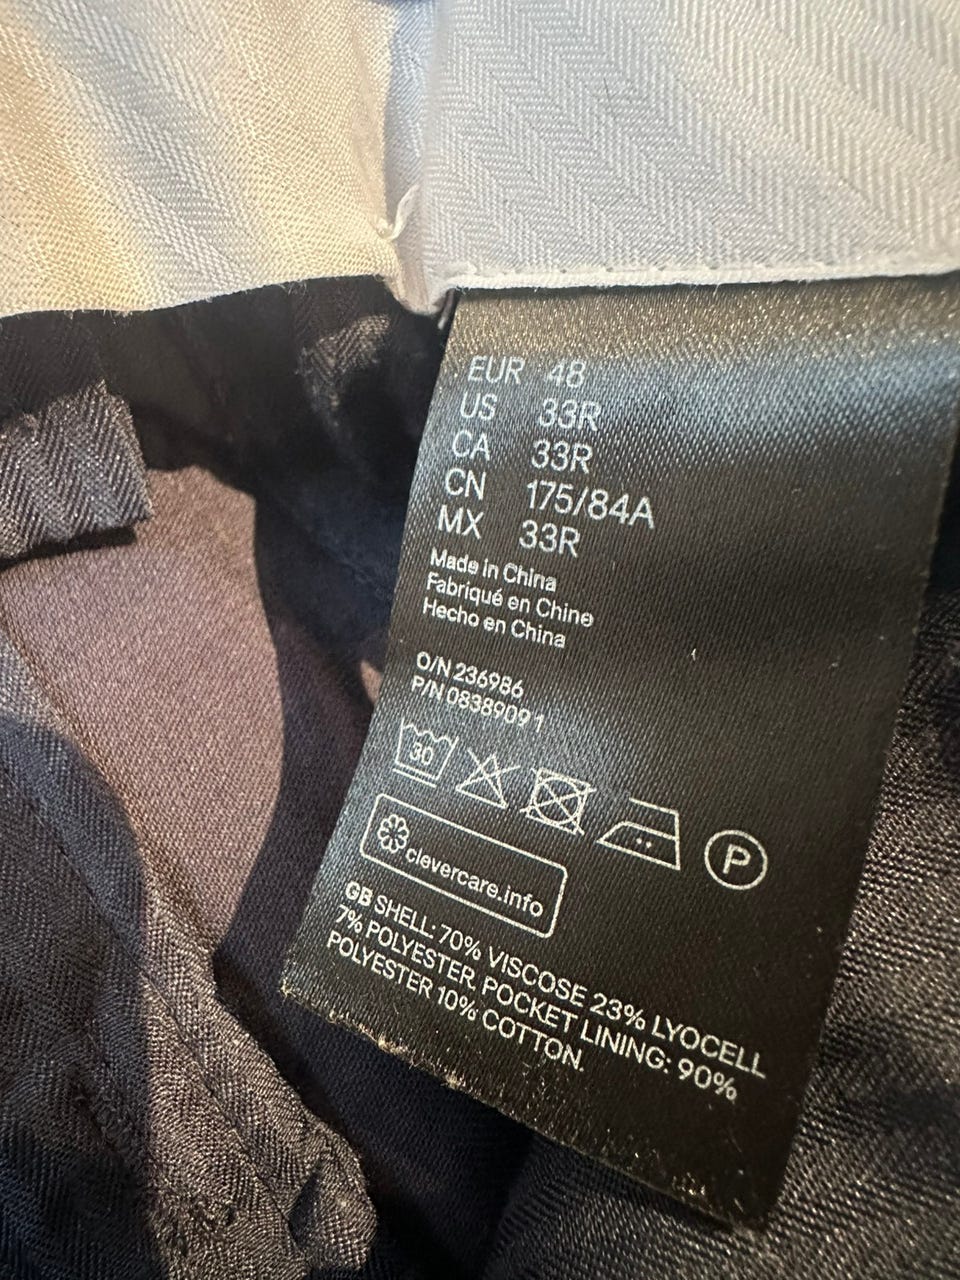 EUR 48
US 33R
CA 33R
CN 175/84A
MX 33R
Made in China
Fabriqué en Chine
Hecho en China
O/N 236986
P/N 08389091
30
P
clevercare.info
GB SHELL: 70% VISCOSE 23% LYOCELL
7% POLYESTER. POCKET LINING: 90%
POLYESTER 10% COTTON.